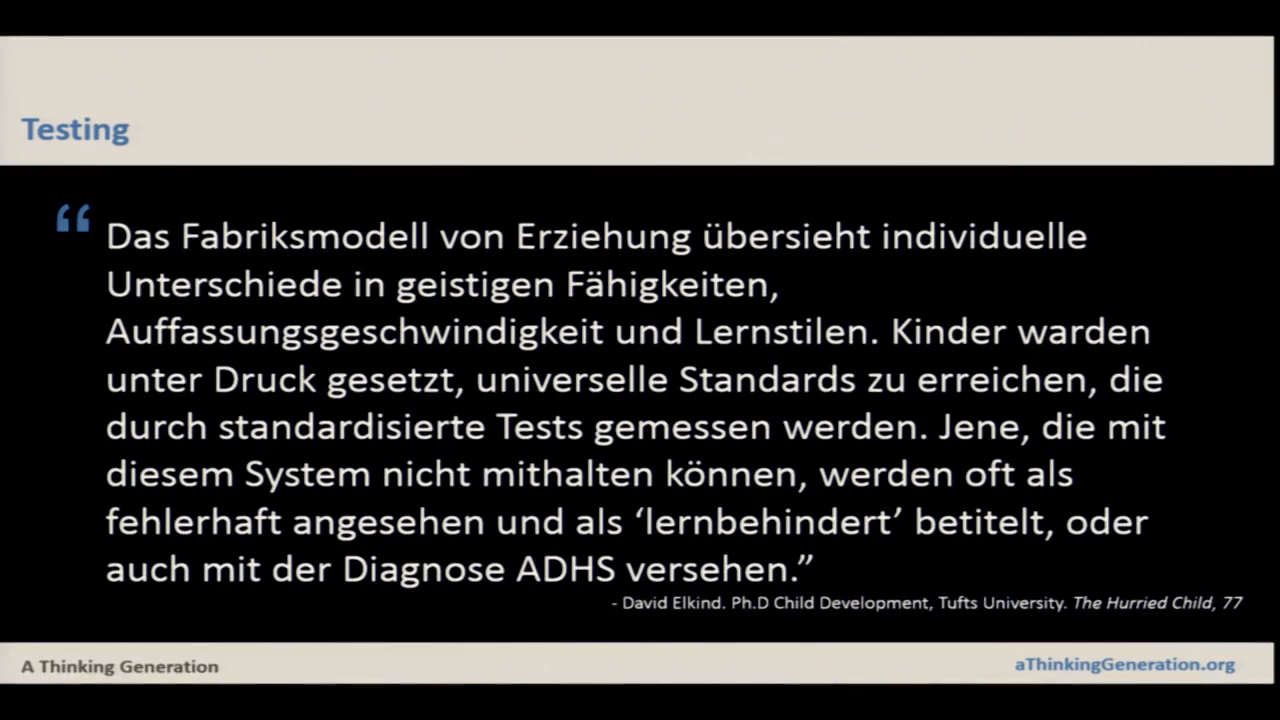 Testing
“ Das Fabriksmodell von Erziehung übersieht individuelle
Unterschiede in geistigen Fähigkeiten,
Auffassungsgeschwindigkeit und Lernstilen. Kinder warden
unter Druck gesetzt, universelle Standards zu erreichen, die
durch standardisierte Tests gemessen werden. Jene, die mit
diesem System nicht mithalten können, werden oft als
fehlerhaft angesehen und als ‘lernbehindert’ betitelt, oder
auch mit der Diagnose ADHS versehen.”
- David Elkind. Ph.D Child Development, Tufts University. The Hurried Child, 77
A Thinking Generation
aThinkingGeneration.org